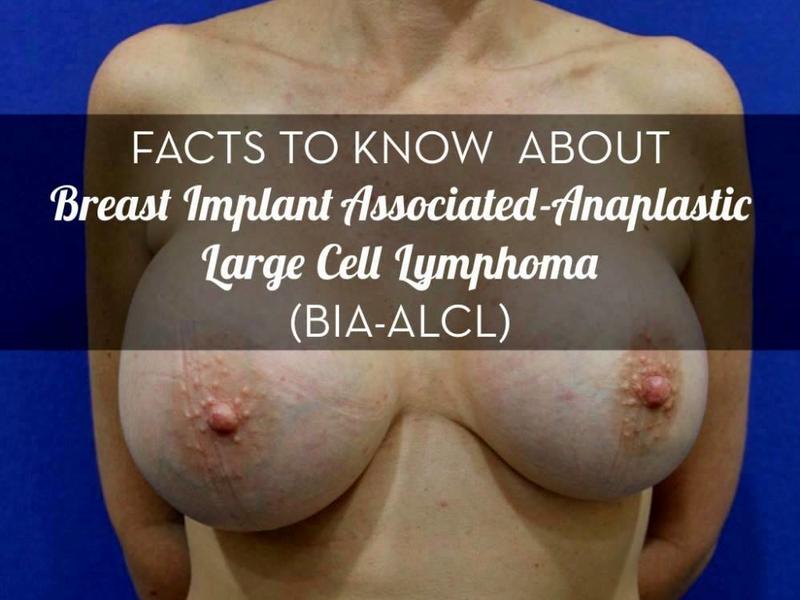 FACTS TO KNOW ABOUT
Breast Implant Associated-Anaplastic
Large Cell Lymphoma
(BIA-ALCL)